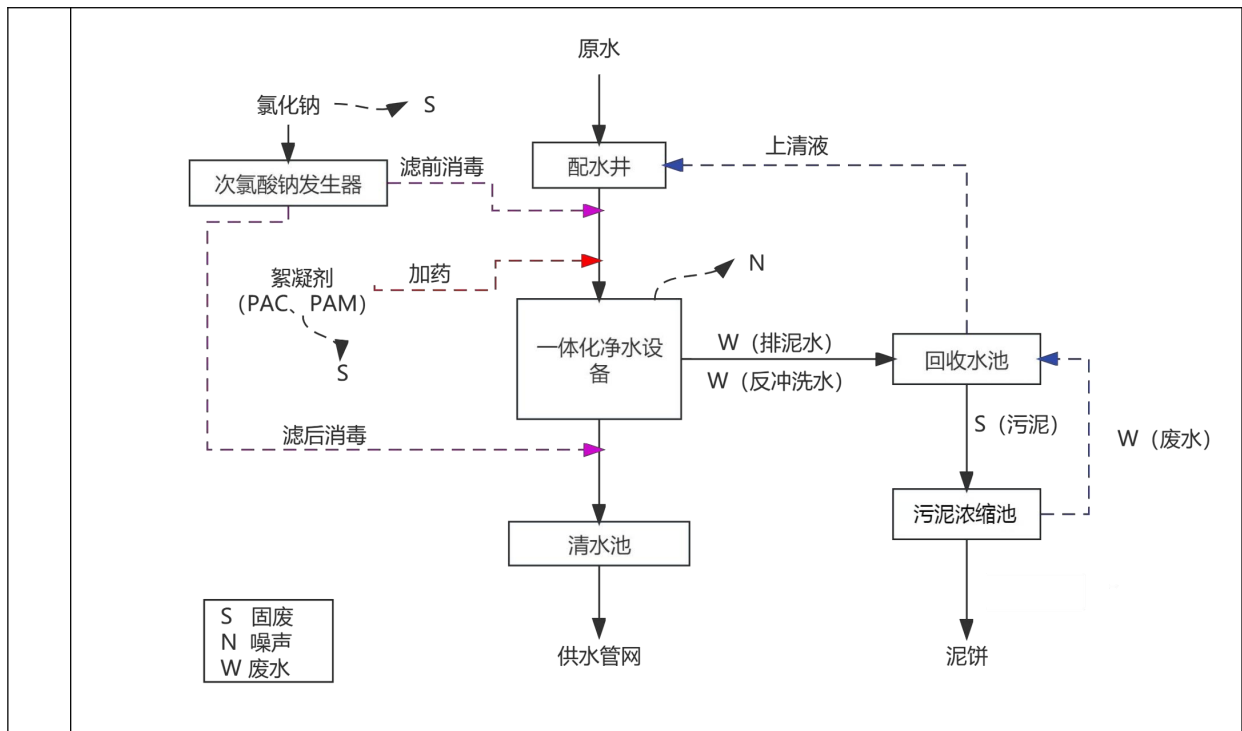 原水
氯化钠
S
上清液
滤前消毒
配水井
次氯酸钠发生器
加药
N
絮凝剂
（PAC、PAM）
S
一体化净水设
备
W（排泥水）
W（反冲洗水）
回收水池
S（污泥）
W（废水）
滤后消毒
污泥浓缩池
清水池
S 固废
N 噪声
W 废水
供水管网
泥饼